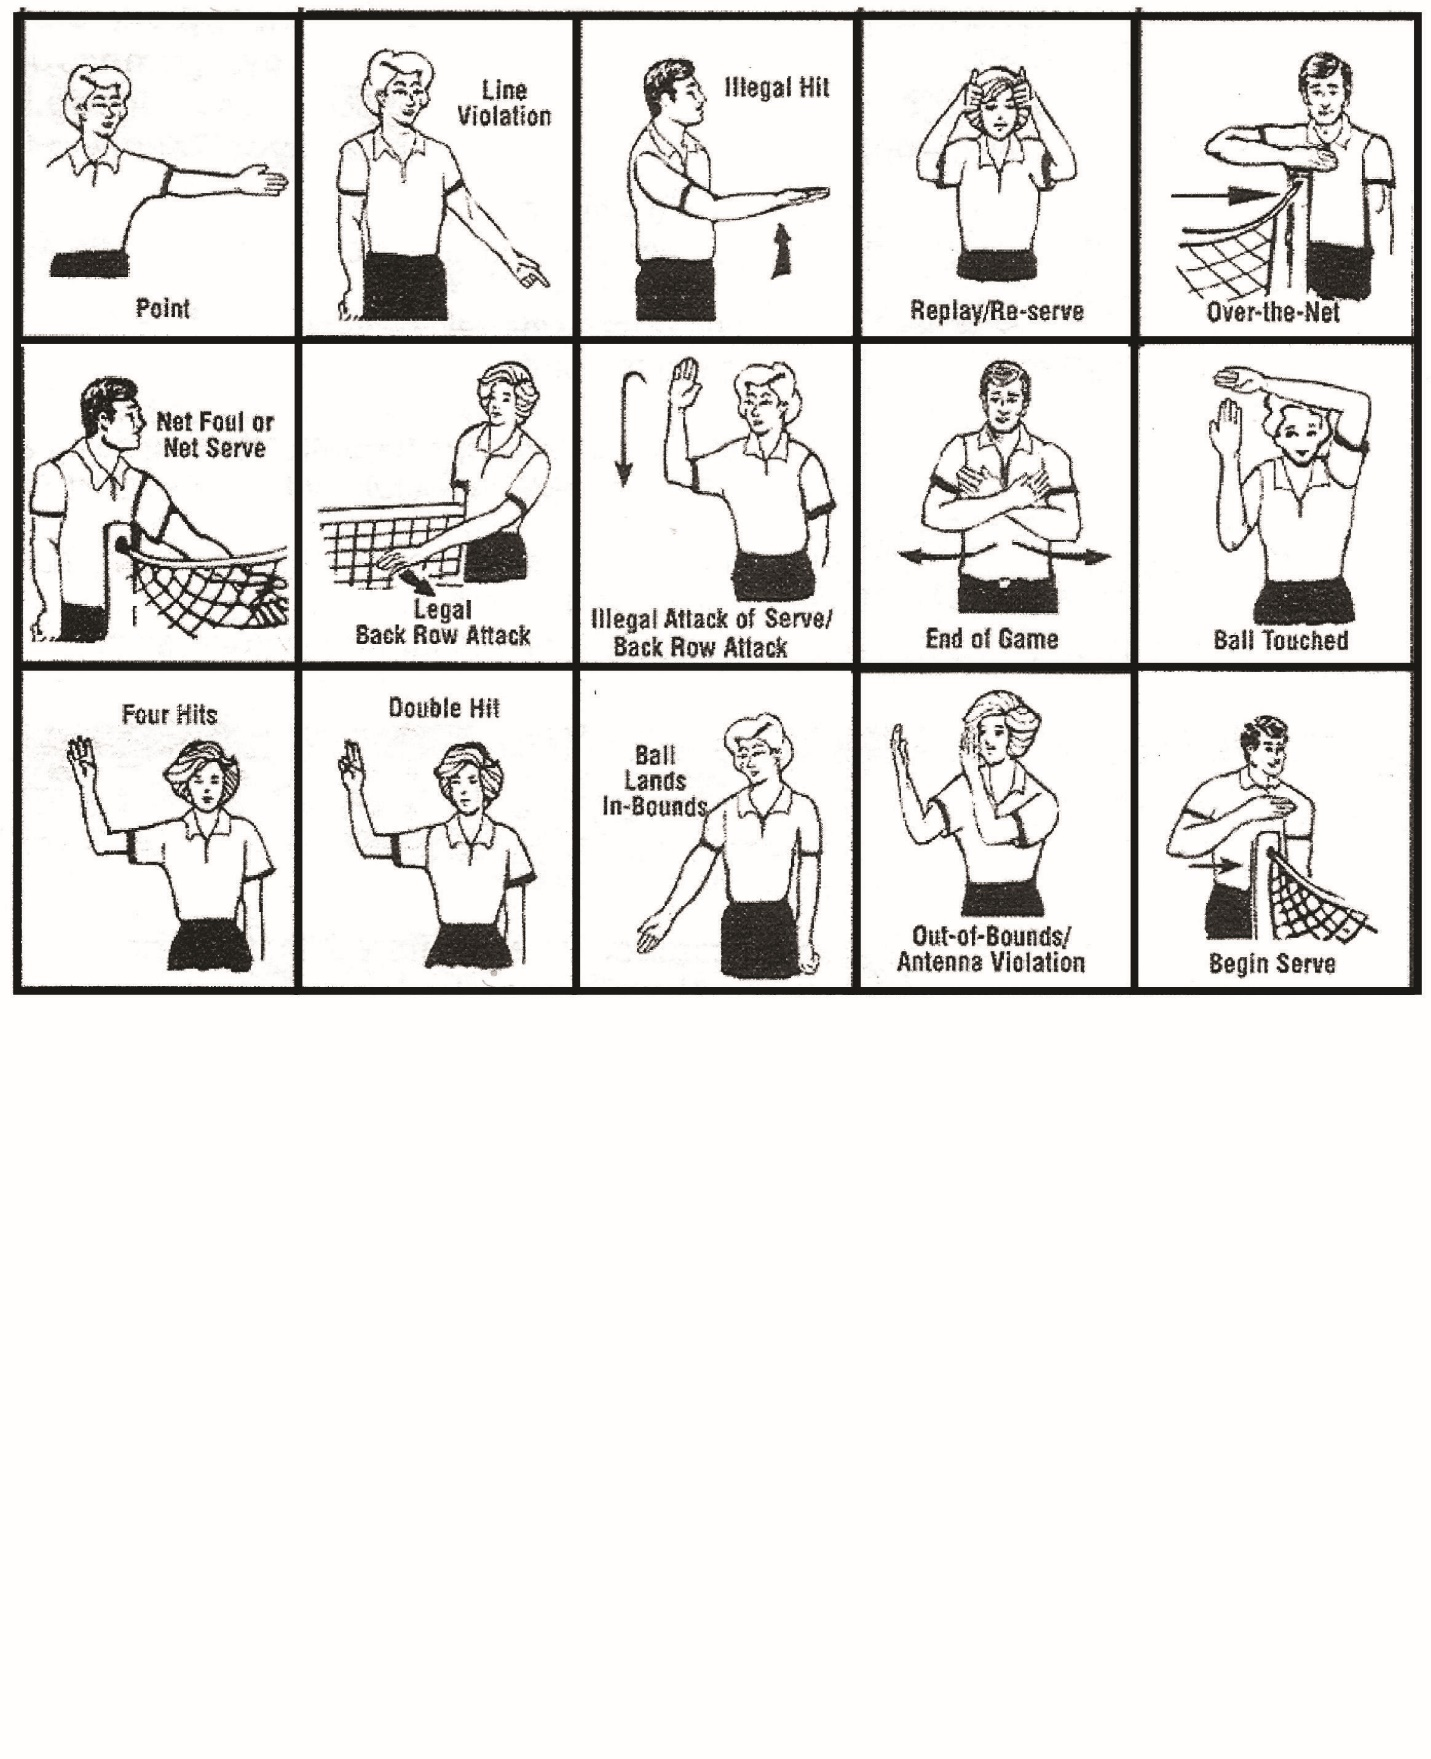 Point
Line
Violation
Illegal Hit
Replay/Re-serve
Over-the-Net
Net Foul or
Net Serve
Legal
Back Row Attack
Illegal Attack of Serve/
Back Row Attack
End of Game
Ball Touched
Four Hits
Double Hit
Ball
Lands
In-Bounds
Out-of-Bounds/
Antenna Violation
Begin Serve